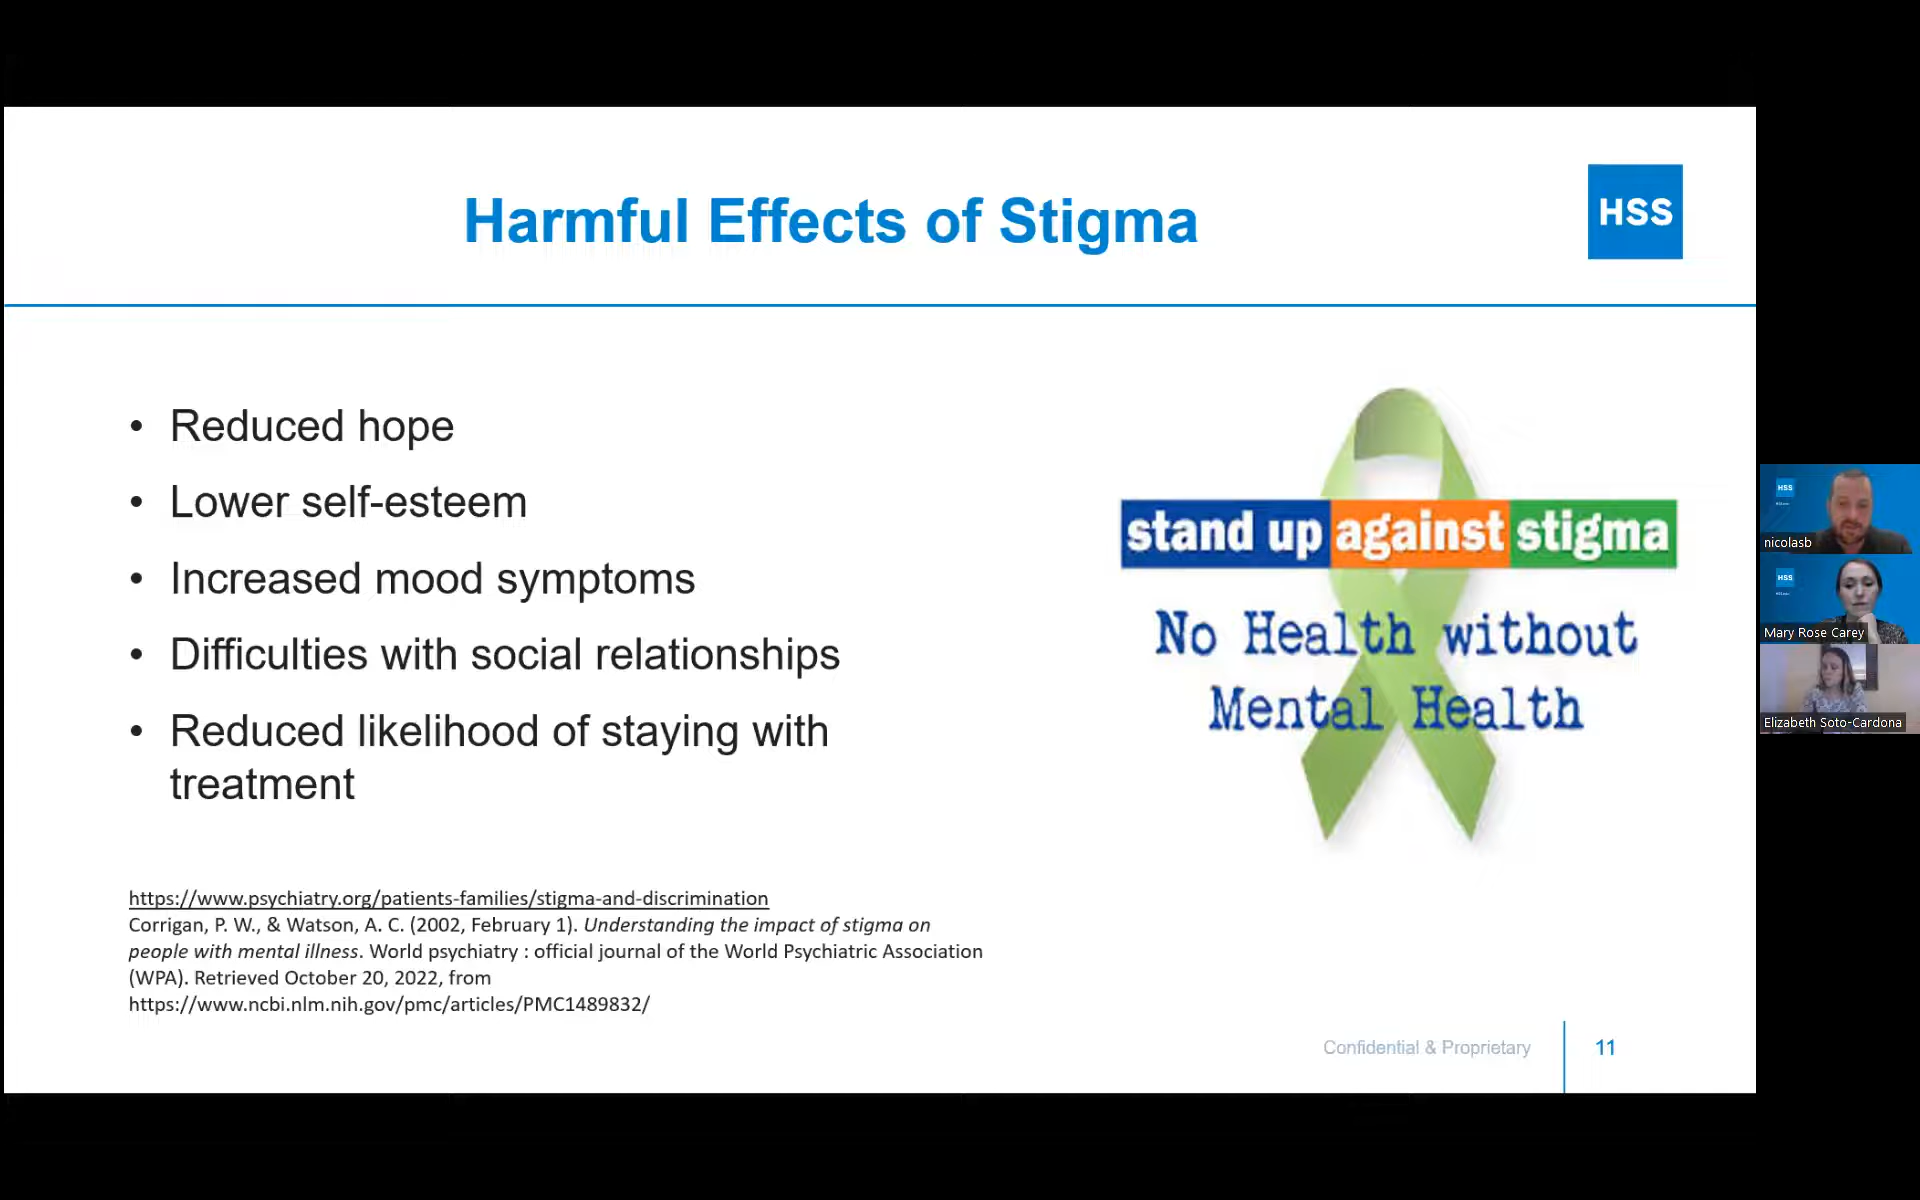 Harmful Effects of Stigma
HSS
• Reduced hope
• Lower self-esteem
• Increased mood symptoms
• Difficulties with social relationships
• Reduced likelihood of staying with
treatment
stand up against stigma
No Health without
Mental Health
https://www.psychiatry.org/patients-families/stigma-and-discrimination
Corrigan, P. W., & Watson, A. C. (2002, February 1). Understanding the impact of stigma on
people with mental illness. World psychiatry : official journal of the World Psychiatric Association
(WPA). Retrieved October 20, 2022, from
https://www.ncbi.nlm.nih.gov/pmc/articles/PMC1489832/
Confidential & Proprietary
11
HSS
nicolasb
HSS
Mary Rose Carey
Elizabeth Soto-Cardona